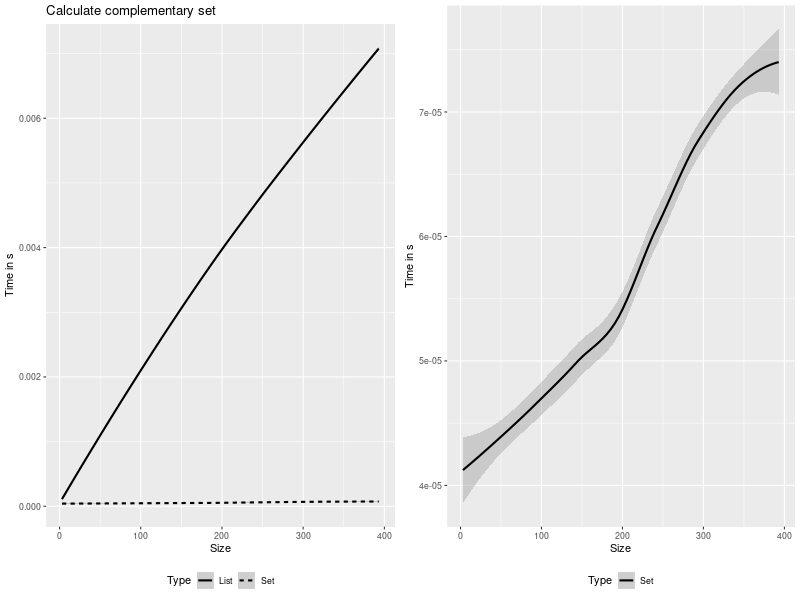 Calculate complementary set
Time in s
0.006
0.004
0.002
0.000
0 100 200 300 400
Size
Type List Set
Time in s
7e-05
6e-05
5e-05
4e-05
0 100 200 300 400
Size
Type Set